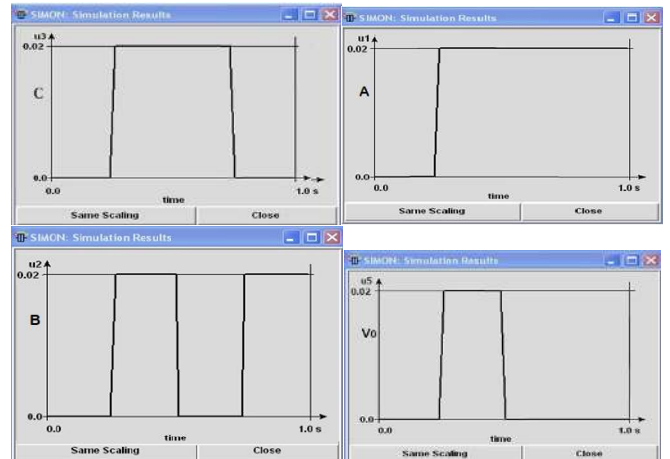 SIMON: Simulation Results
u3
0.02
C
0.0
0.0
1.0 s
time
Same Scaling
Close
SIMON: Simulation Results
u1
0.02
A
0.0
0.0
1.0 s
time
Same Scaling
Close
SIMON: Simulation Results
u2
0.02
B
0.0
0.0
1.0 s
time
Same Scaling
Close
SIMON: Simulation Results
u5
0.02
V0
0.0
0.0
1.0 s
time
Same Scaling
Close